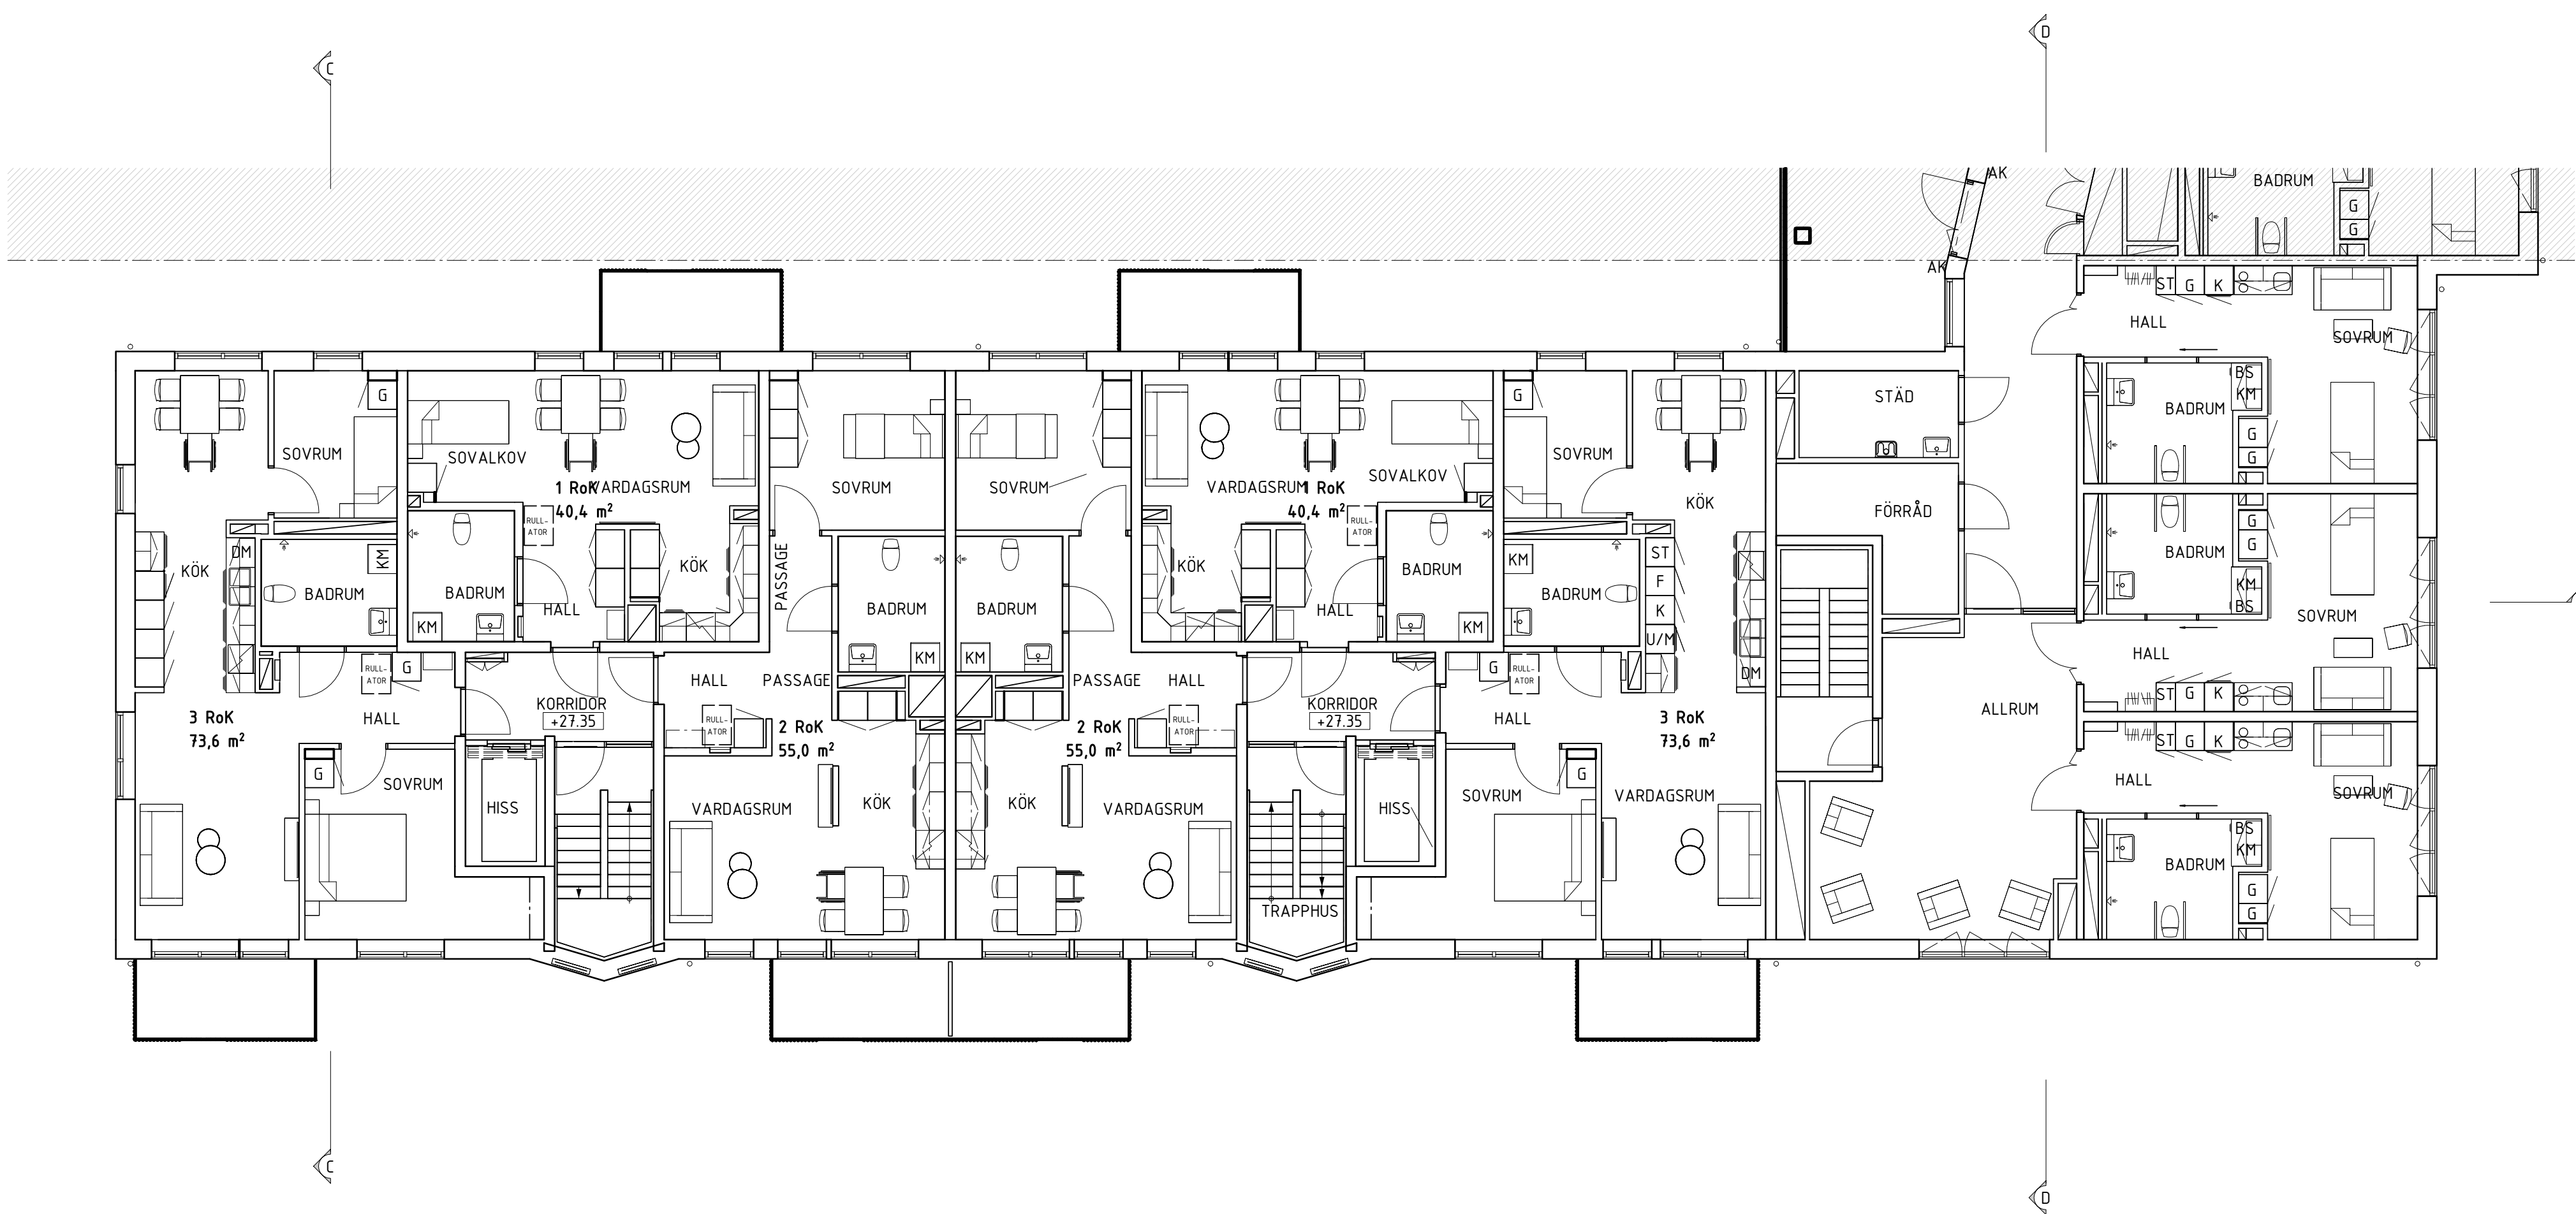 C
D
AK
BADRUM
G
G
AK
ST
G
K
HALL
SOVRUM
BS
KM
BADRUM
G
G
STÄD
FÖRRÅD
G
SOVRUM
SOVALKOV
1 RoK
VARDAGSRUM
40,4 m²
RULL-
ATOR
SOVRUM
SOVRUM
VARDAGSRUM
1 RoK
40,4 m²
RULL-
ATOR
SOVALKOV
G
SOVRUM
KÖK
DM
KM
KÖK
BADRUM
BADRUM
KM
HALL
KÖK
PASSAGE
BADRUM
KM
BADRUM
KM
KÖK
HALL
BADRUM
KM
KM
BADRUM
ST
F
K
U/M
DM
G
G
BADRUM
KM
BS
SOVRUM
HALL
ST
G
K
RULL-
ATOR
G
HALL
KORRIDOR
+27.35
HALL
PASSAGE
RULL-
ATOR
PASSAGE
HALL
RULL-
ATOR
KORRIDOR
+27.35
G
RULL-
ATOR
HALL
3 RoK
73,6 m²
2 RoK
55,0 m²
2 RoK
55,0 m²
3 RoK
73,6 m²
ALLRUM
ST
G
K
HALL
SOVRUM
G
SOVRUM
HISS
VARDAGSRUM
KÖK
KÖK
VARDAGSRUM
HISS
SOVRUM
G
VARDAGSRUM
BS
KM
BADRUM
G
G
TRAPPHUS
C
D